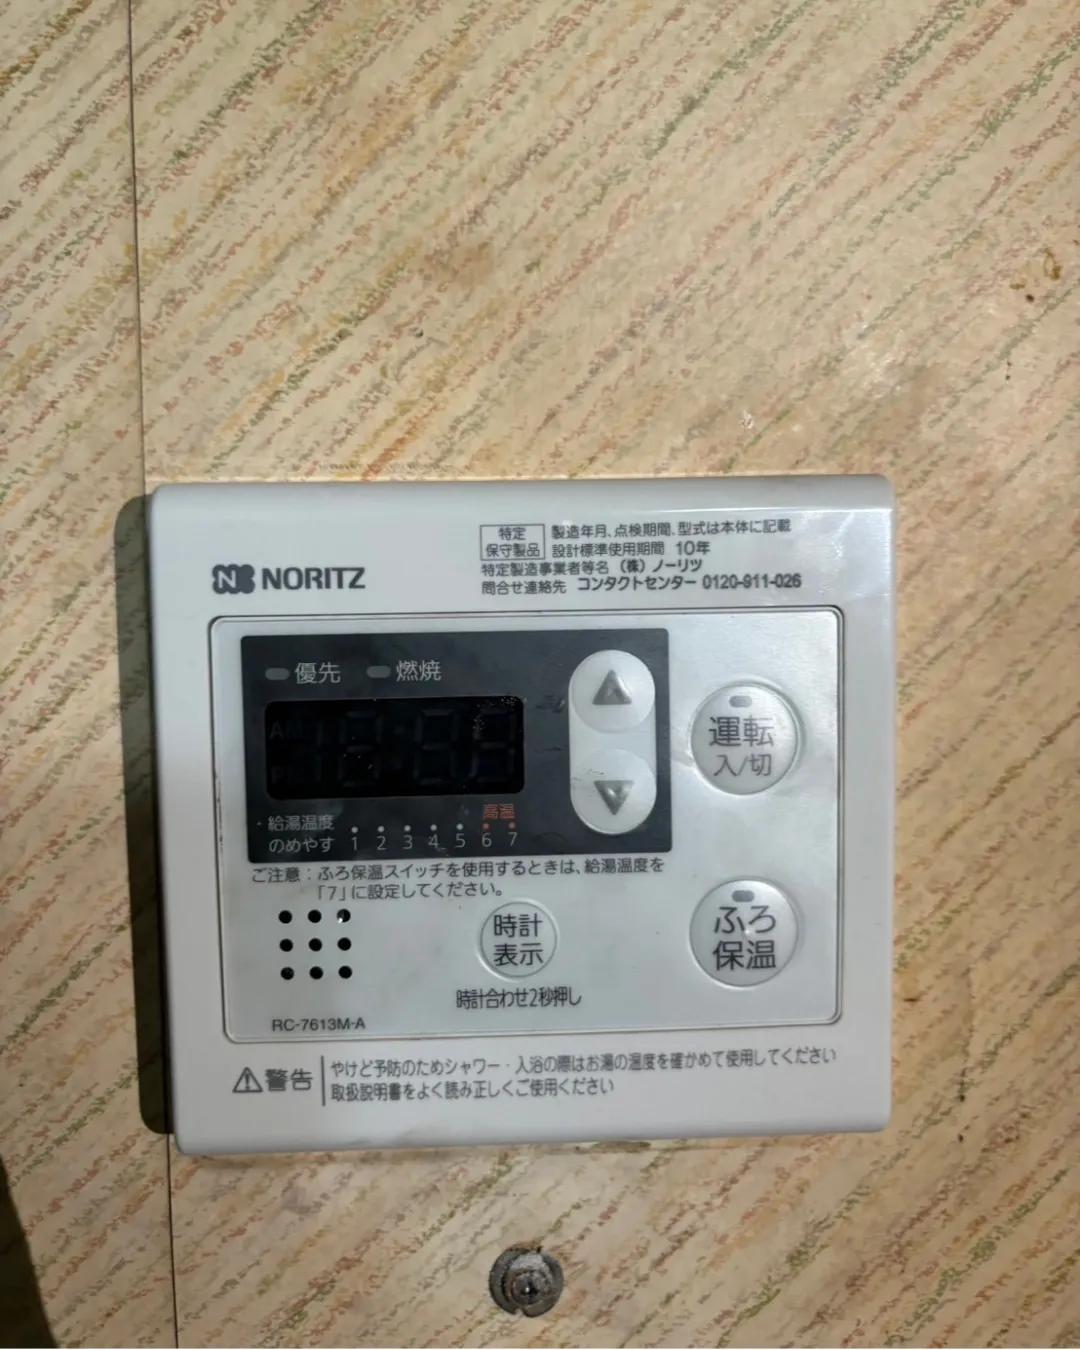 特定
保守製品
製造年月、点検期間、型式は本体に記載
設計標準使用期間 10年
特定製造事業者等名 (株) ノーリツ
問合せ連絡先 コンタクトセンター 0120-911-026
NORITZ
優先 燃焼
AM
PM
運転
入/切
高温
給湯温度
のめやす 1 2 3 4 5 6 7
ご注意:ふろ保温スイッチを使用するときは、給湯温度を
「7」に設定してください。
時計
表示
ふろ
保温
時計合わせ2秒押し
RC-7613M-A
警告
やけど予防のためシャワー・入浴の際はお湯の温度を確かめて使用してください
取扱説明書をよく読み正しくご使用ください